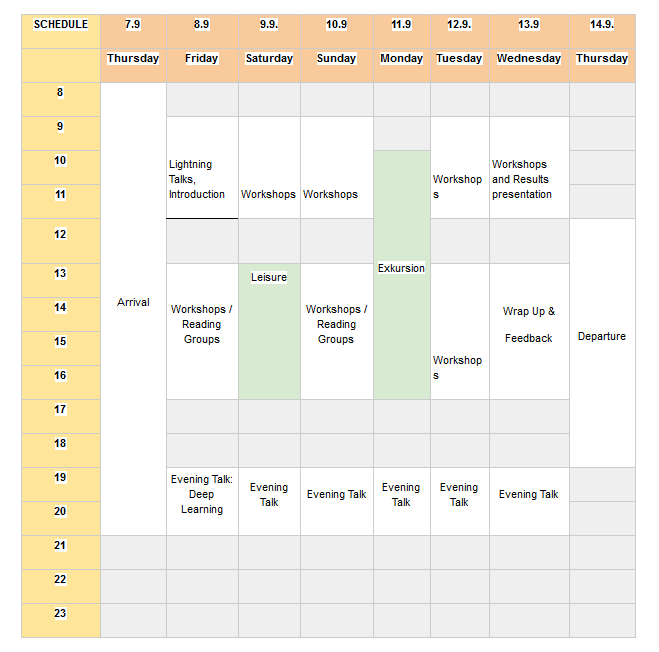 SCHEDULE 7.9 8.9 9.9. 10.9 11.9 12.9. 13.9 14.9.
Thursday Friday Saturday Sunday Monday Tuesday Wednesday Thursday
8
9
10
11
12
13
14
15
16
17
18
19
20
21
22
23
Arrival
Lightning
Talks,
Introduction
Workshops /
Reading
Groups
Evening Talk:
Deep
Learning
Workshops
Leisure
Evening
Talk
Workshops
Workshops /
Reading
Groups
Evening Talk
Exkursion
Evening
Talk
Workshop
s
Workshop
s
Evening
Talk
Workshops
and Results
presentation
Wrap Up &
Feedback
Evening Talk
Departure